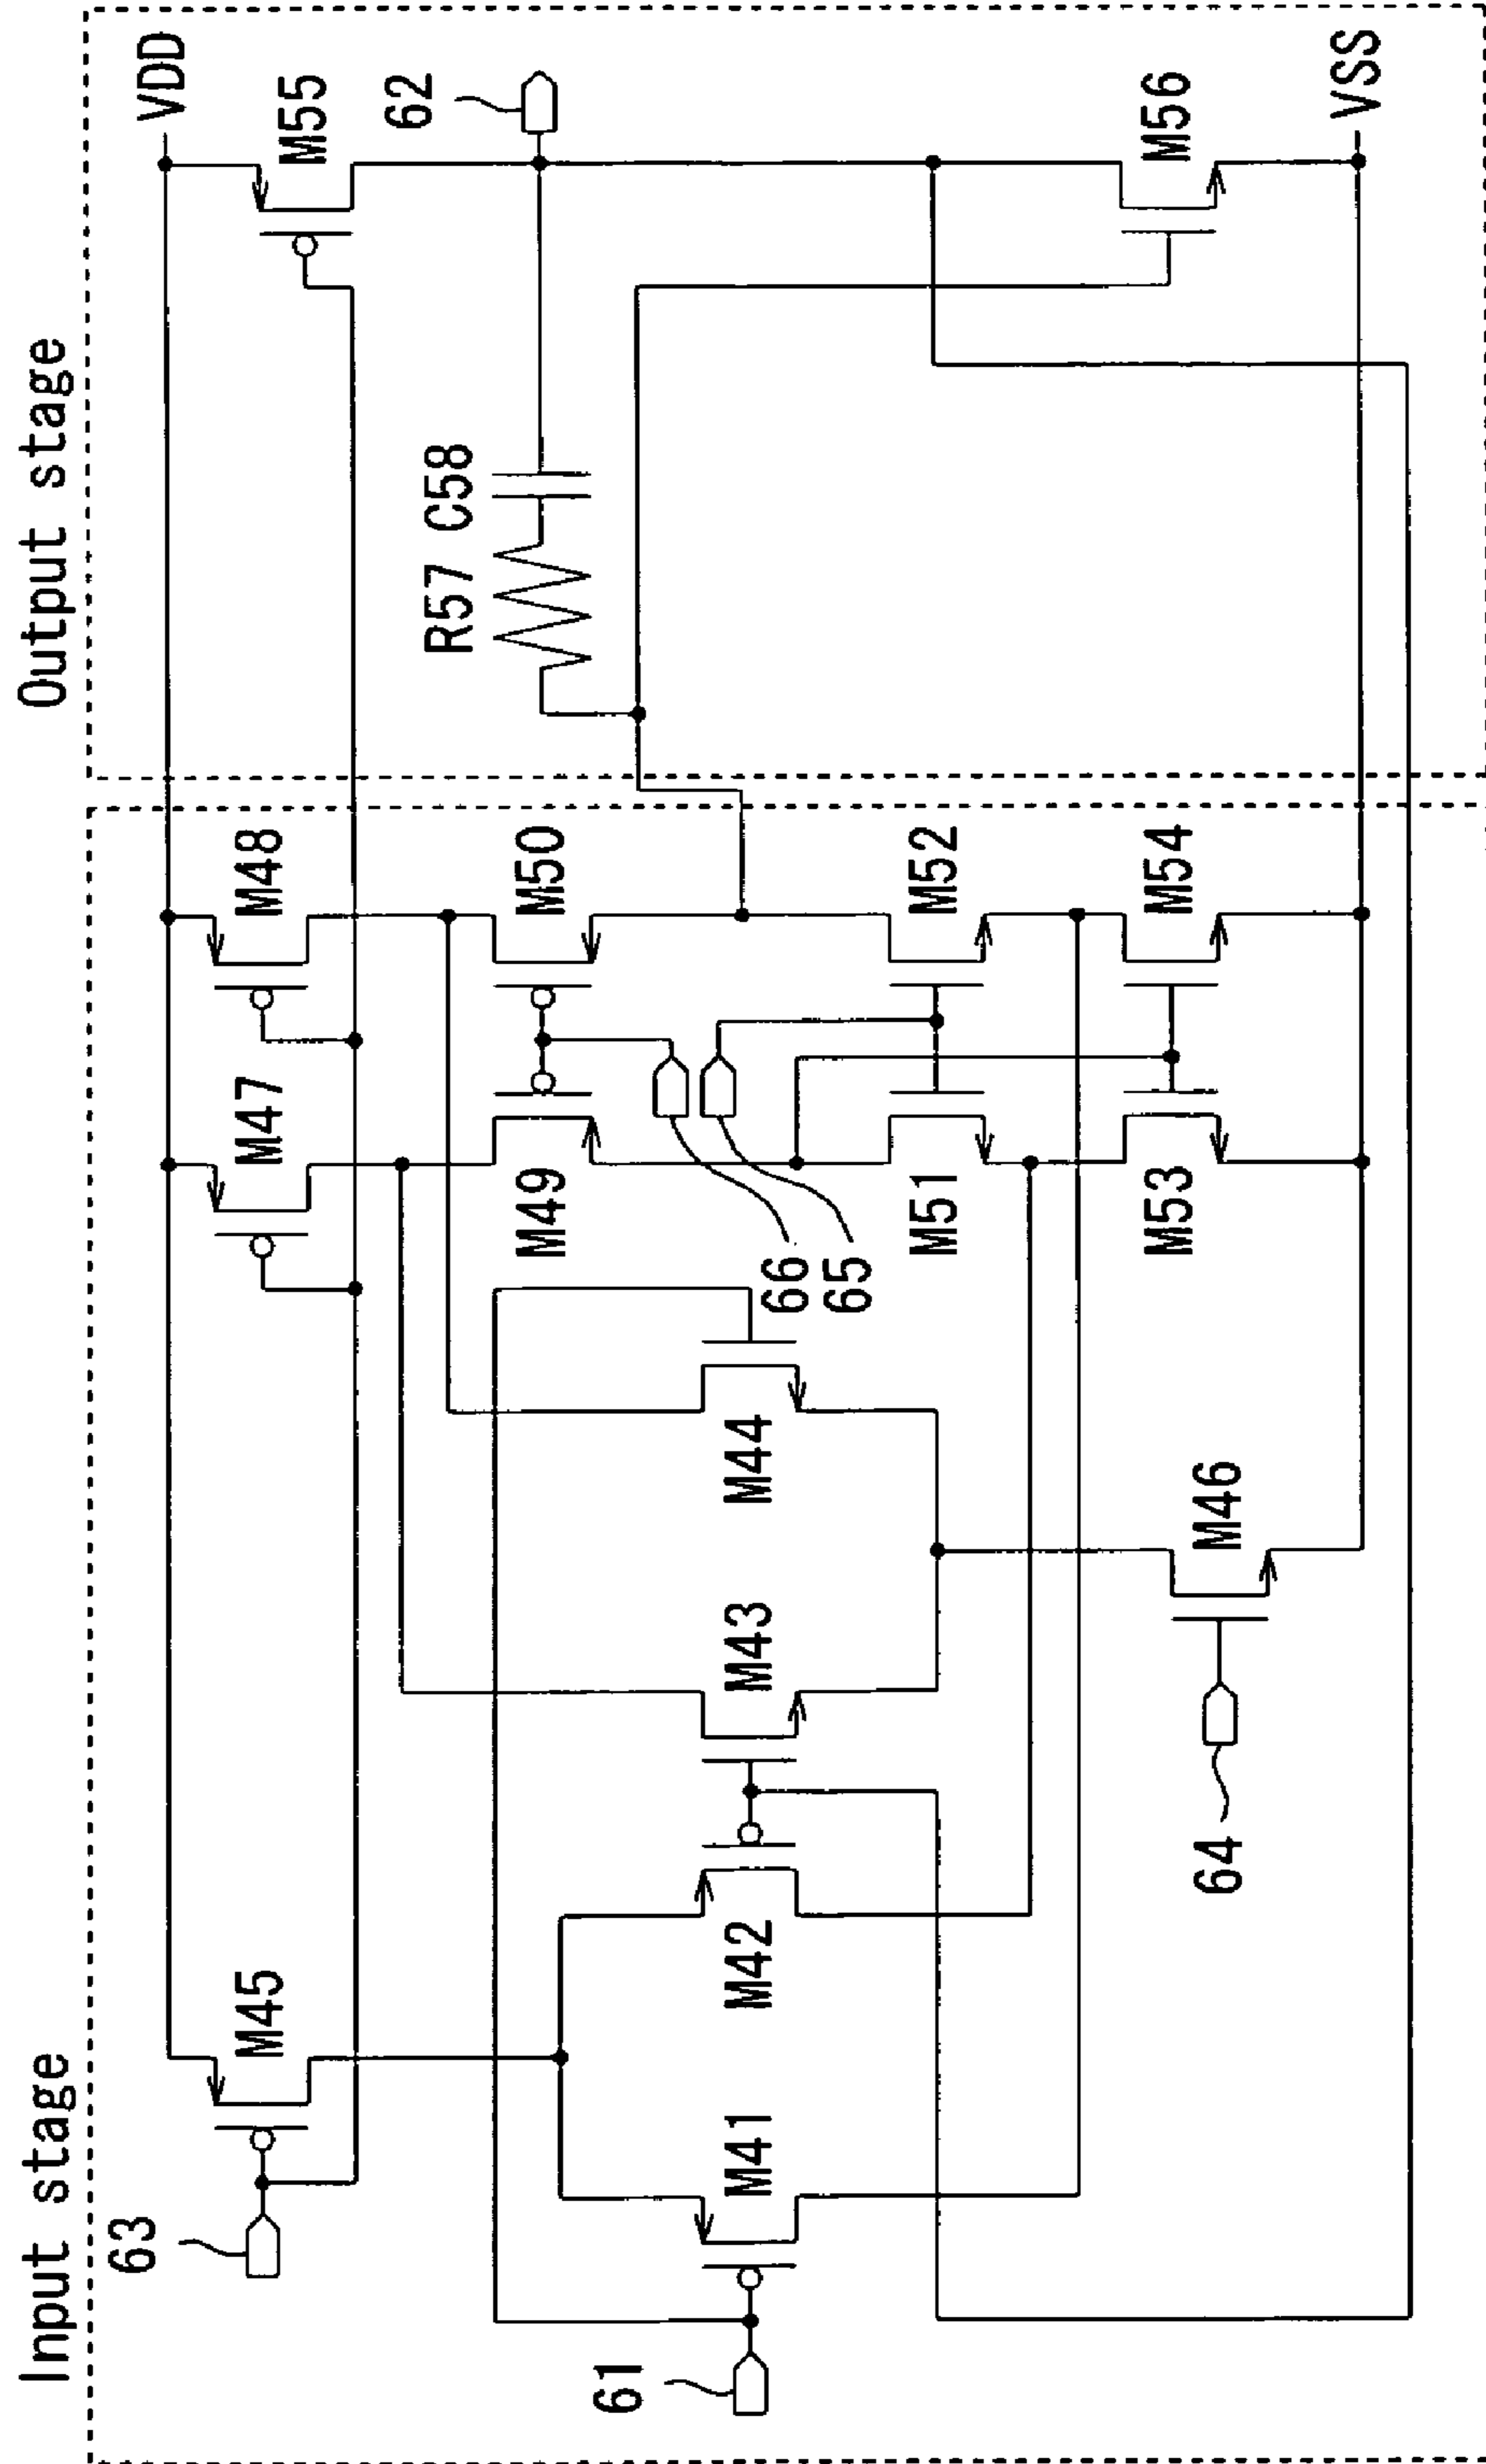 Input stage
Output stage
63
M45
M47
M48
VDD
M55
61
M41
M42
M43
M44
M49
M50
R57 C58
62
66
65
M51
M52
64
M46
M53
M54
M56
VSS